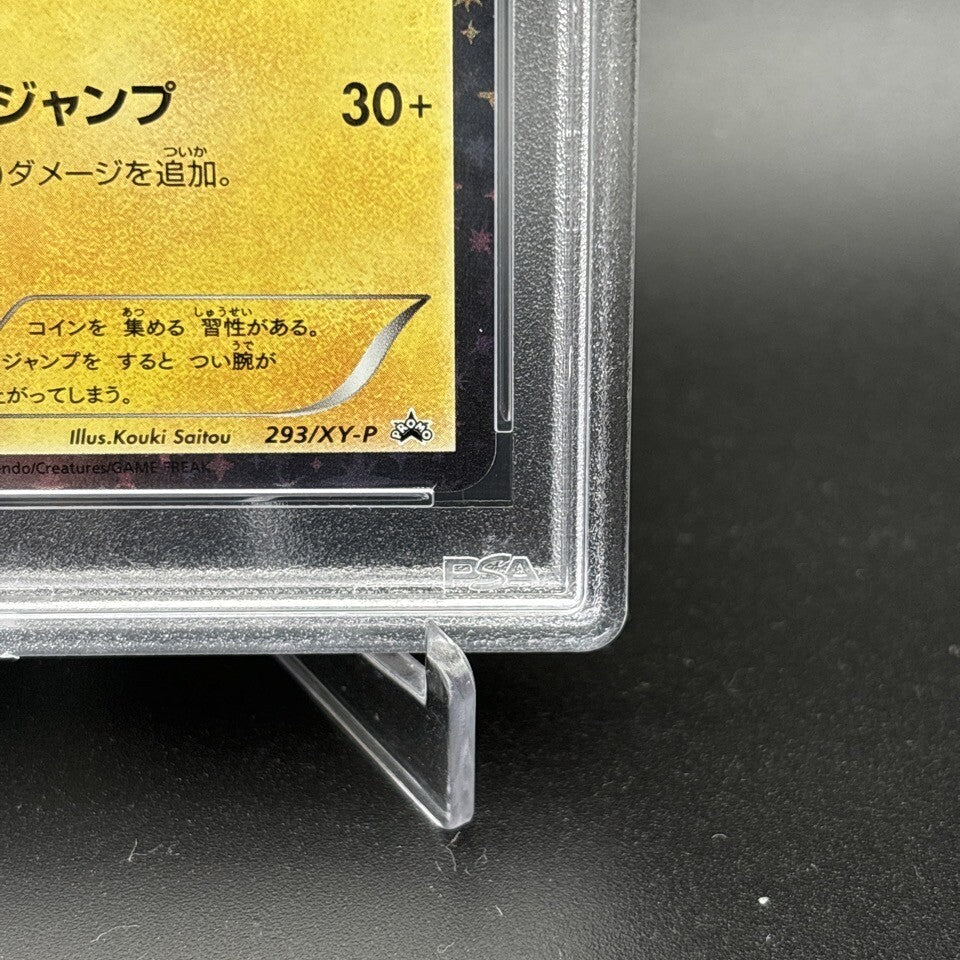 ジャンプ 30+
ダメージを追加。
コインを 集める 習性がある。
ジャンプを すると つい腕が
がってしまう。
Illus.Kouki Saitou 293/XY-P PROMO
endo/Creatures/GAME FREAK
PSA